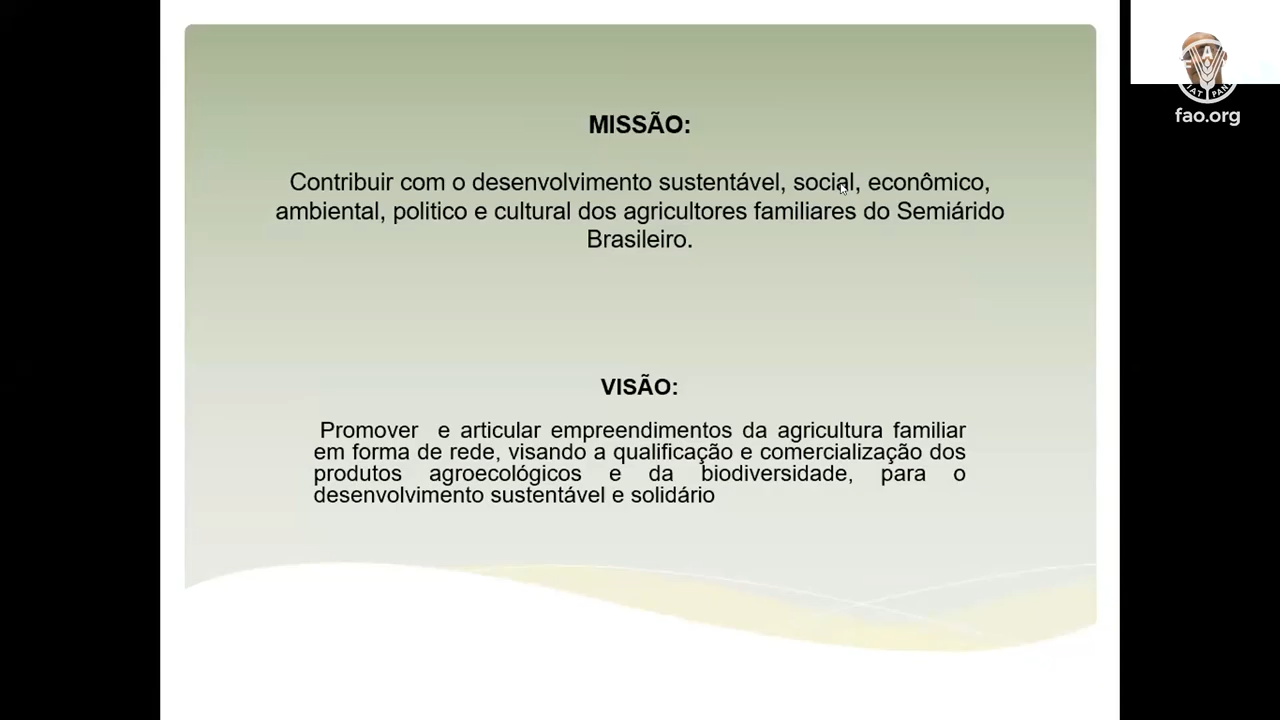 MISSÃO:
Contribuir com o desenvolvimento sustentável, social, econômico,
ambiental, politico e cultural dos agricultores familiares do Semiárido
Brasileiro.
VISÃO:
Promover e articular empreendimentos da agricultura familiar
em forma de rede, visando a qualificação e comercialização dos
produtos agroecológicos e da biodiversidade, para o
desenvolvimento sustentável e solidário
fao.org